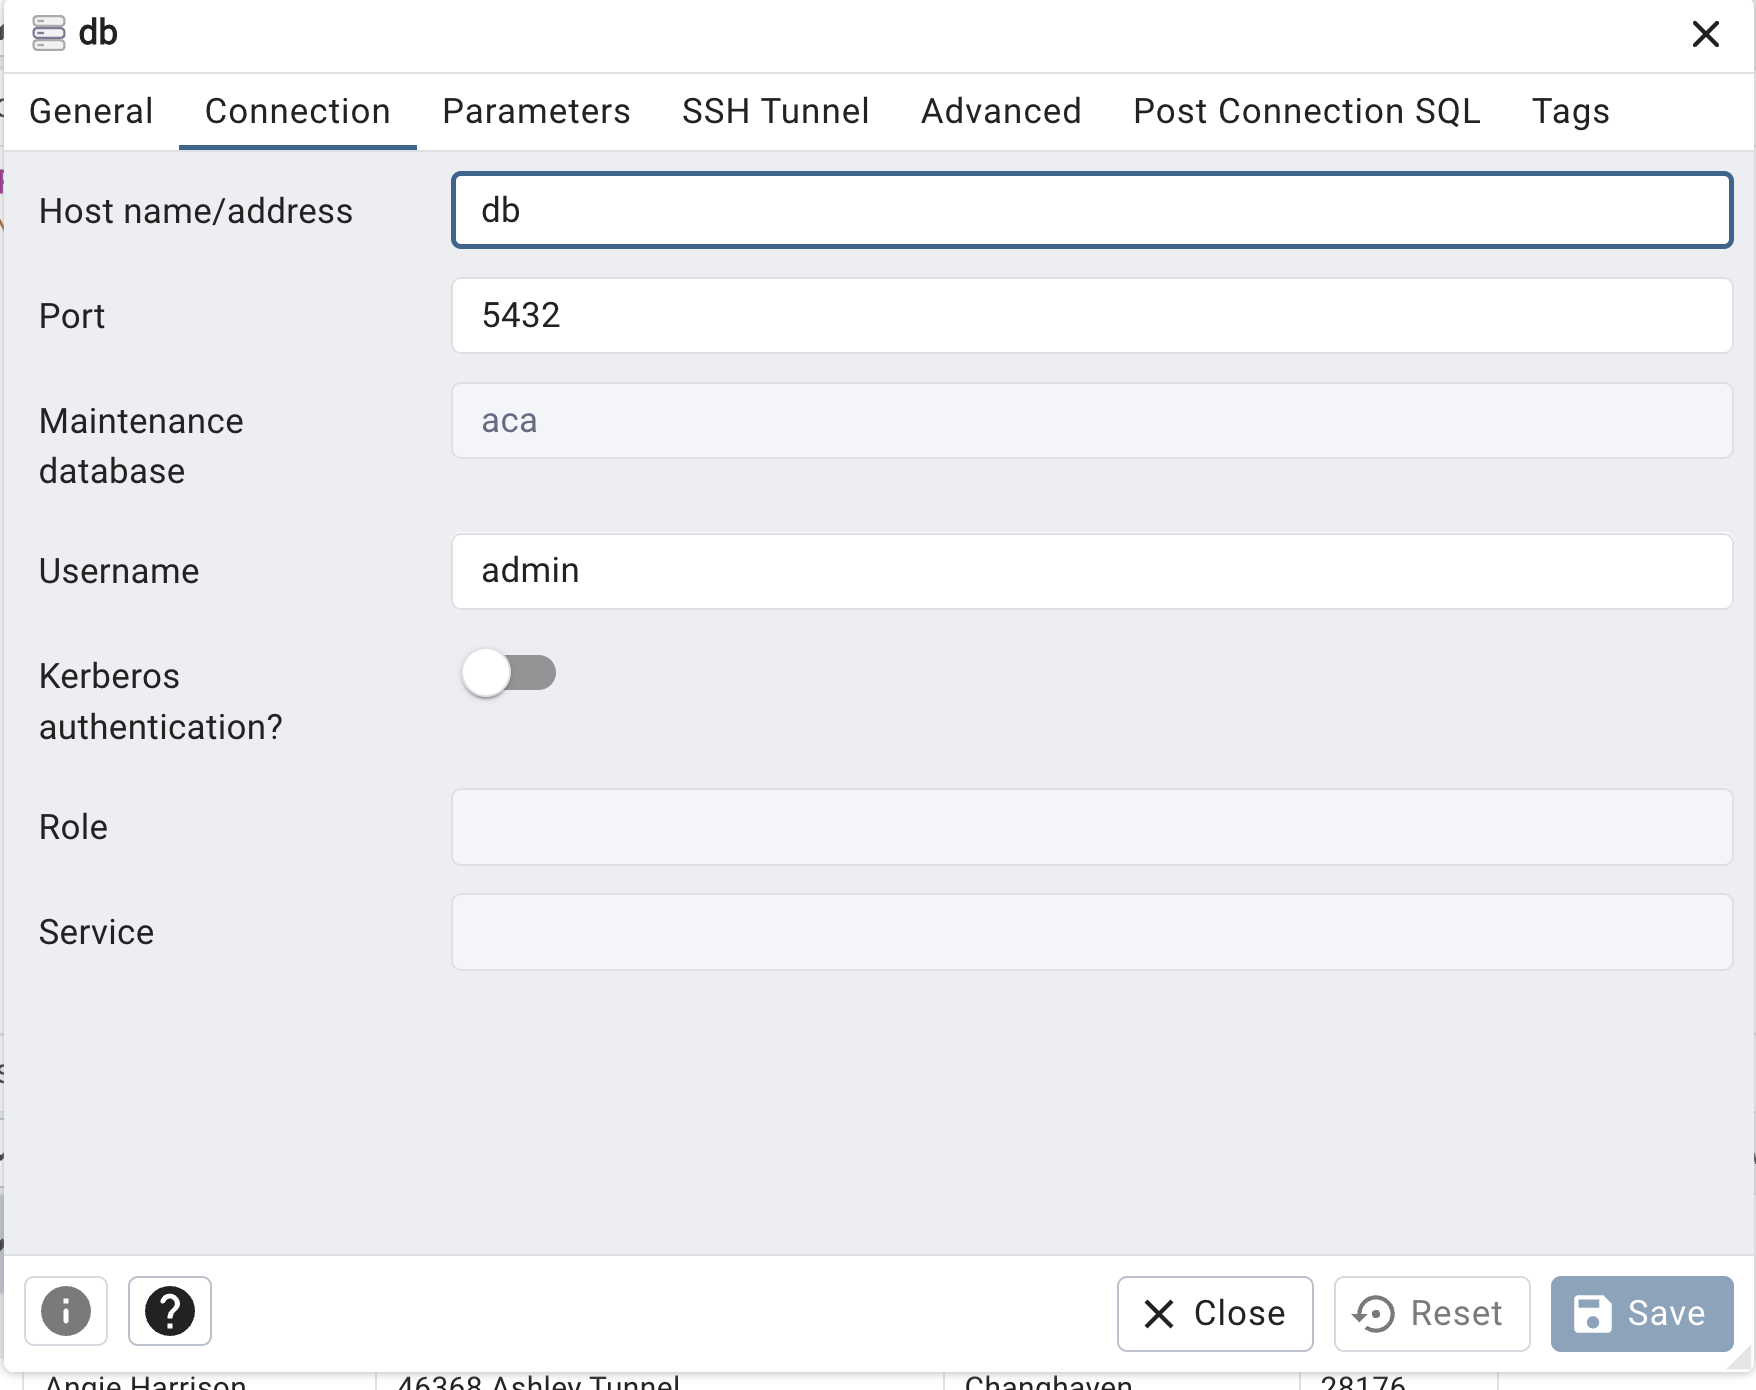 db
General Connection Parameters SSH Tunnel Advanced Post Connection SQL Tags
Host name/address db
Port 5432
Maintenance database aca
Username admin
Kerberos authentication?
Role
Service
Close Reset Save
Angie Harrison 46368 Ashley Tunnel Changhaven 28176